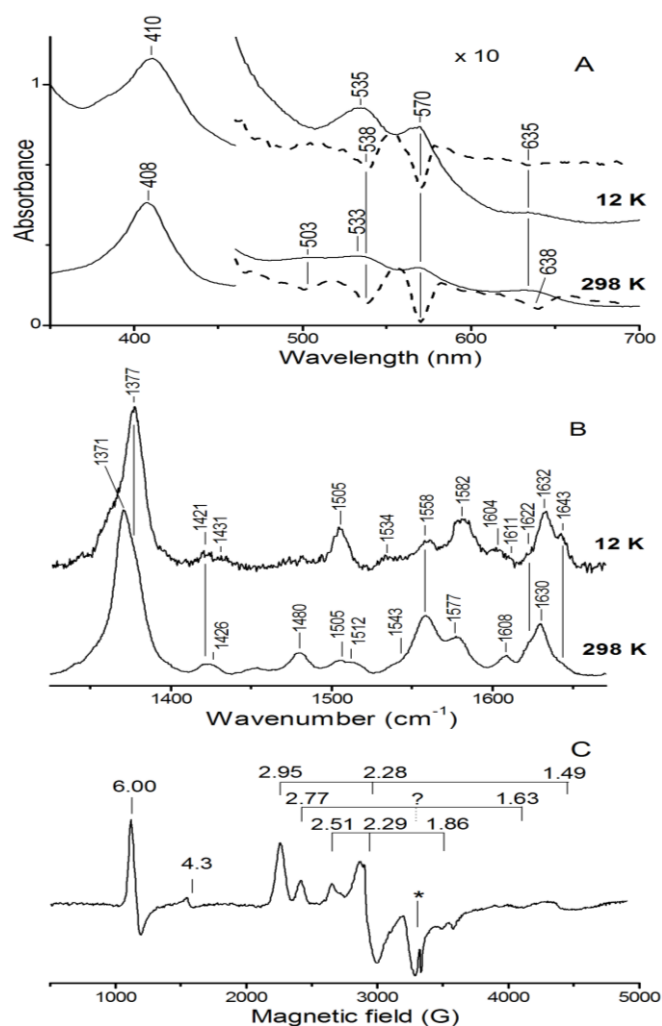 410
x 10
A
535
570
1
538
635
408
12 K
533
503
298 K
638
0
Absorbance
400 500 600 700
Wavelength (nm)
1377
B
1371
1421
1431
1505
1534
1558
1582
1604
1611
1622
1632
1643
12 K
1426
1480
1505
1512
1543
1577
1608
1630
298 K
1400 1500 1600
Wavenumber (cm-1)
C
2.95 2.28 1.49
6.00
2.77 ? 1.63
2.51 2.29 1.86
4.3
*
1000 2000 3000 4000 5000
Magnetic field (G)